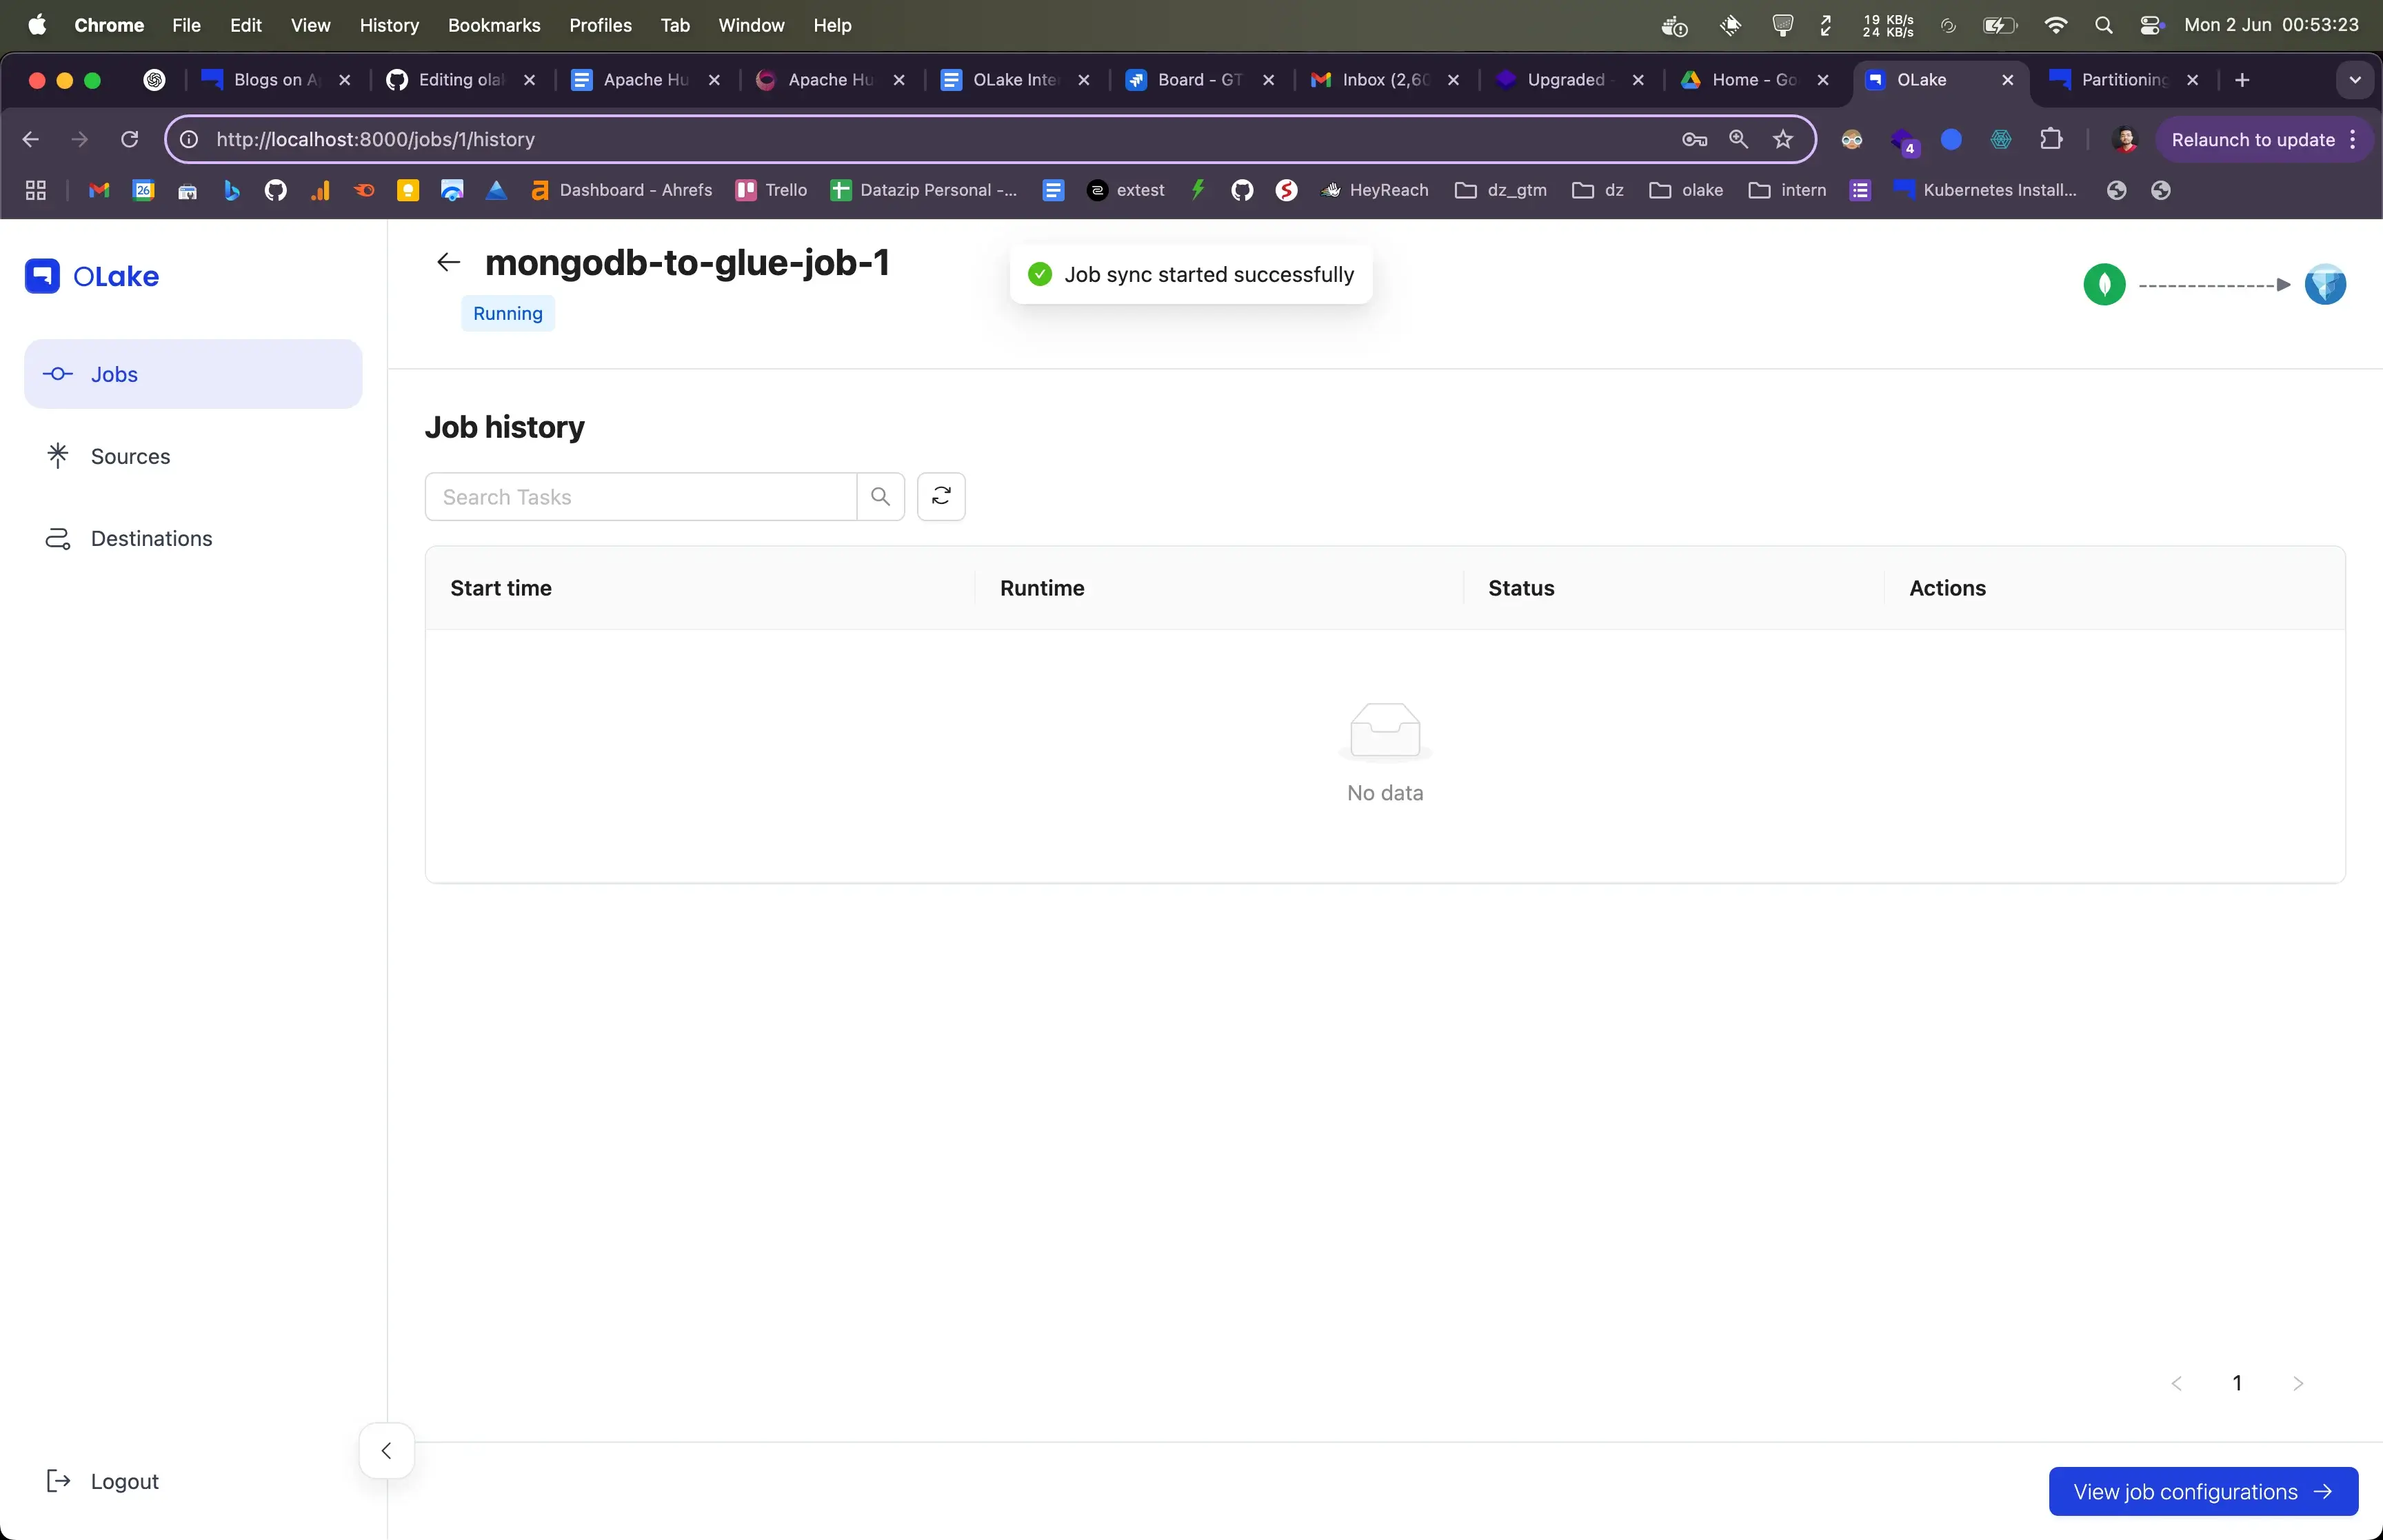 Chrome File Edit View History Bookmarks Profiles Tab Window Help 19 KB/s 24 KB/s Mon 2 Jun 00:53:23
Blogs on A Editing ola Apache Hu Apache Hu OLake Inte Board - GT Inbox (2,60 Upgraded - Home - Go OLake Partitioning
http://localhost:8000/jobs/1/history 4 Relaunch to update
26 Dashboard - Ahrefs Trello Datazip Personal -... extest HeyReach dz_gtm dz olake intern Kubernetes Install...
OLake
mongodb-to-glue-job-1
Job sync started successfully
Running
Jobs
Sources
Destinations
Job history
Search Tasks
Start time Runtime Status Actions
No data
1
Logout
View job configurations